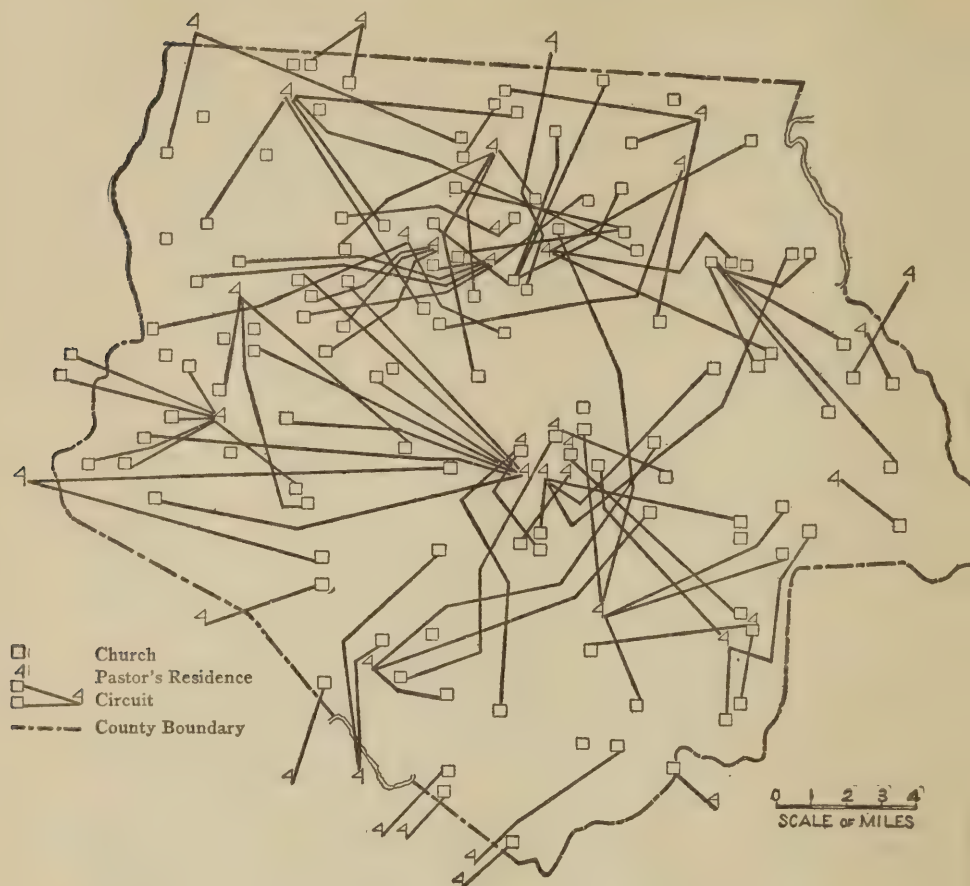 Church
Pastor's Residence
Circuit
County Boundary
0 1 2 3 4
SCALE OF MILES